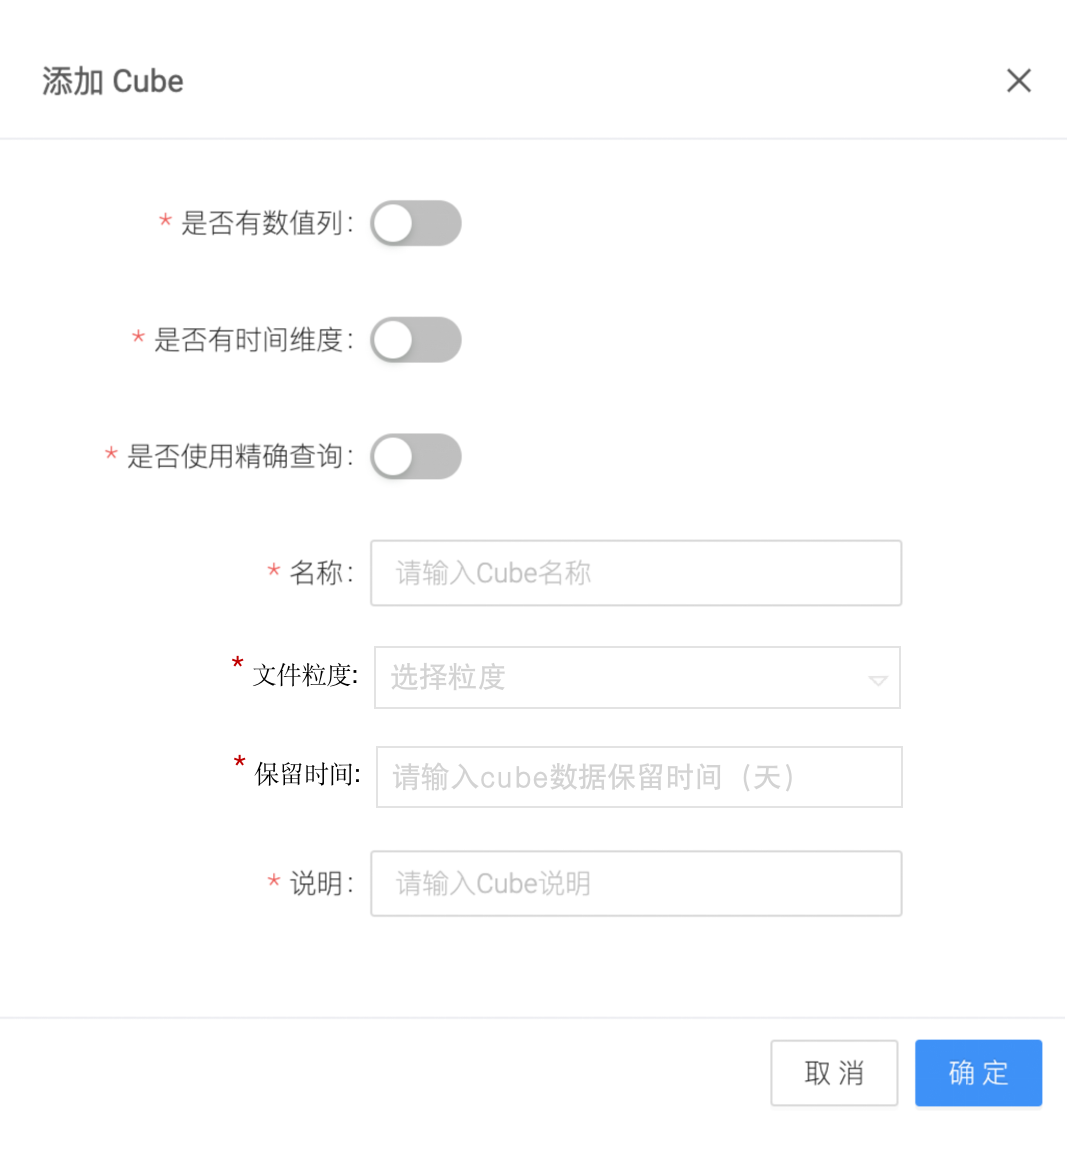 添加 Cube
* 是否有数值列:
* 是否有时间维度:
* 是否使用精确查询:
* 名称: 请输入Cube名称
* 文件粒度: 选择粒度
* 保留时间: 请输入cube数据保留时间（天）
* 说明: 请输入Cube说明
取 消 确 定